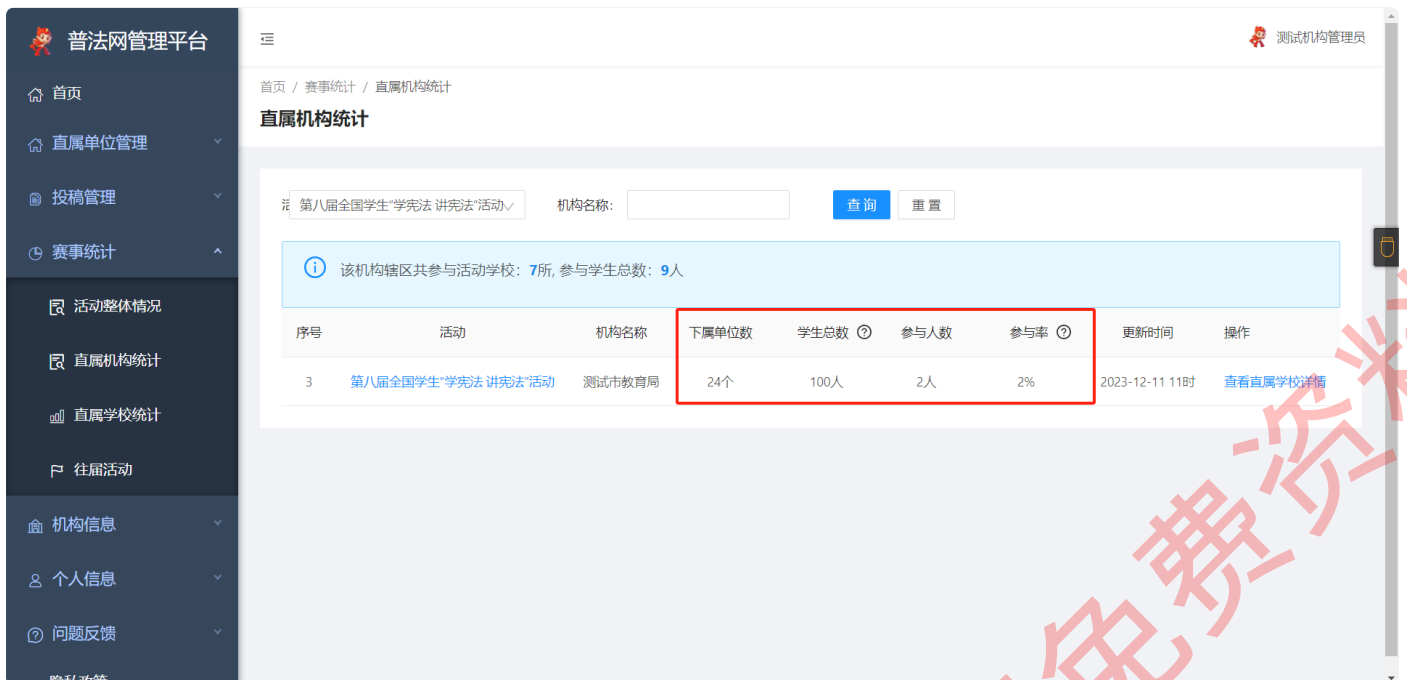 普法网管理平台
测试机构管理员
首页
首页 / 赛事统计 / 直属机构统计
直属机构统计
直属单位管理
投稿管理
第八届全国学生“学宪法 讲宪法”活动
机构名称:
查 询
重 置
赛事统计
该机构辖区共参与活动学校：7所, 参与学生总数：9人
活动整体情况
序号 活动 机构名称 下属单位数 学生总数 参与人数 参与率 更新时间 操作
直属机构统计
3 第八届全国学生“学宪法 讲宪法”活动 测试市教育局 24个 100人 2人 2% 2023-12-11 11时 查看直属学校详情
直属学校统计
往届活动
机构信息
个人信息
问题反馈
隐私政策
免费资料